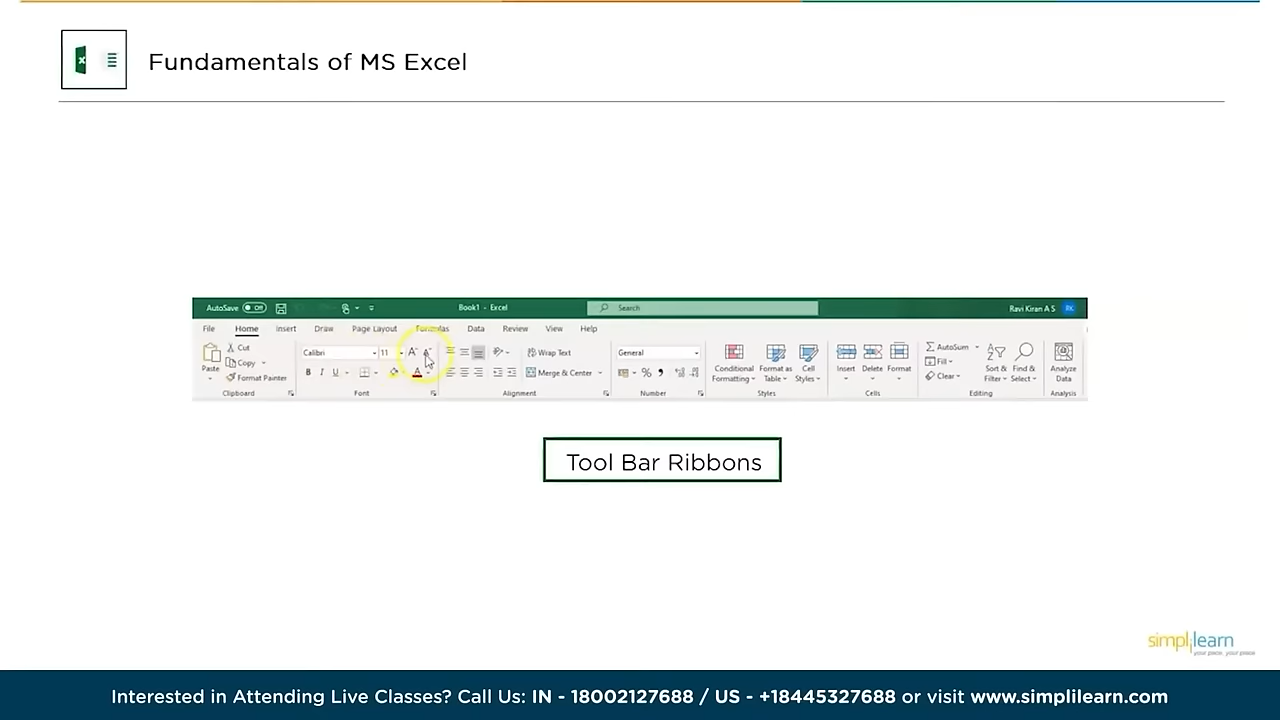 Fundamentals of MS Excel
AutoSave Off Book1 - Excel Search Ravi Kiran A S RK
File Home Insert Draw Page Layout Formulas Data Review View Help
Cut
Copy
Format Painter
Paste
Clipboard
Calibri 11
B I U
Font
Wrap Text
Merge & Center
Alignment
General
Number
Conditional Formatting
Format as Table
Cell Styles
Styles
Insert Delete Format
Cells
AutoSum
Fill
Clear
Sort & Filter
Find & Select
Editing
Analyze Data
Analysis
Tool Bar Ribbons
simplilearn
Interested in Attending Live Classes? Call Us: IN - 18002127688 / US - +18445327688 or visit www.simplilearn.com